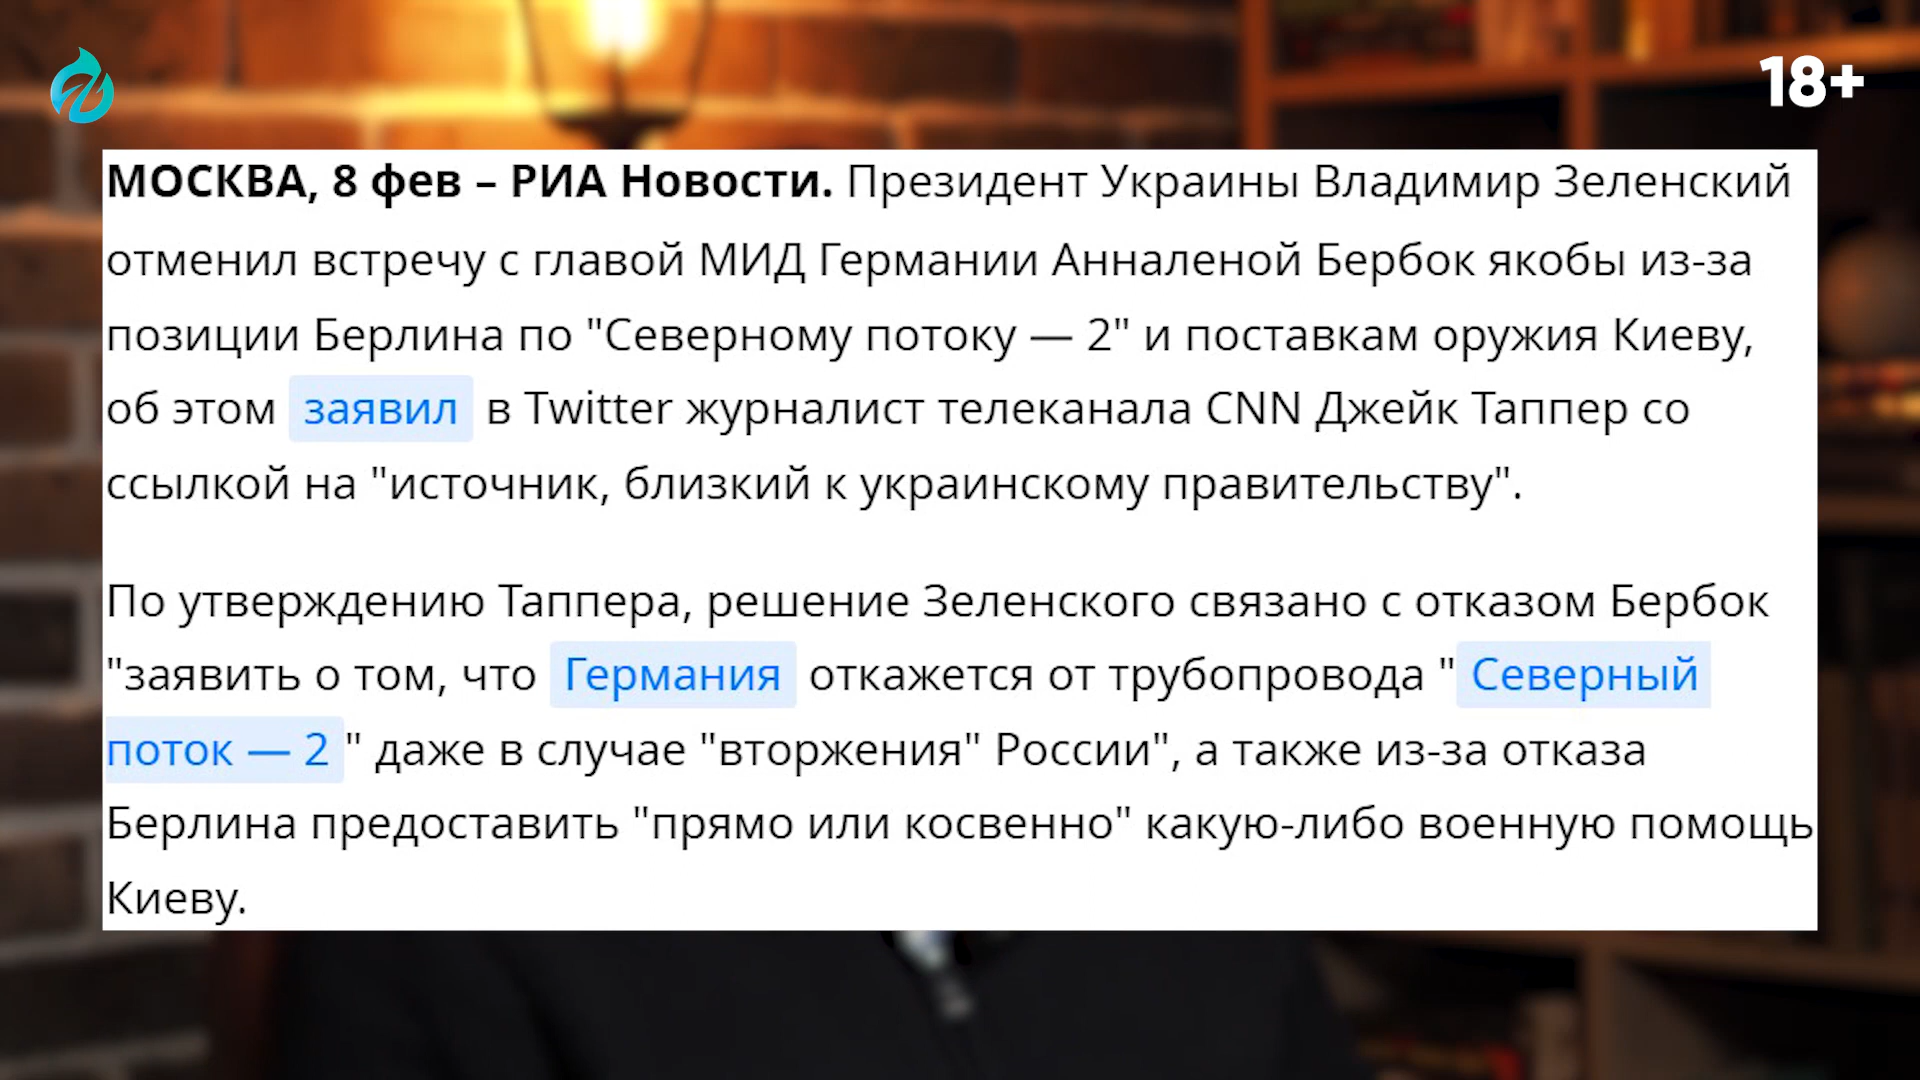 18+
МОСКВА, 8 фев – РИА Новости. Президент Украины Владимир Зеленский
отменил встречу с главой МИД Германии Анналеной Бербок якобы из-за
позиции Берлина по "Северному потоку — 2" и поставкам оружия Киеву,
об этом заявил в Twitter журналист телеканала CNN Джейк Таппер со
ссылкой на "источник, близкий к украинскому правительству".
По утверждению Таппера, решение Зеленского связано с отказом Бербок
"заявить о том, что Германия откажется от трубопровода "Северный
поток — 2" даже в случае "вторжения" России", а также из-за отказа
Берлина предоставить "прямо или косвенно" какую-либо военную помощь
Киеву.